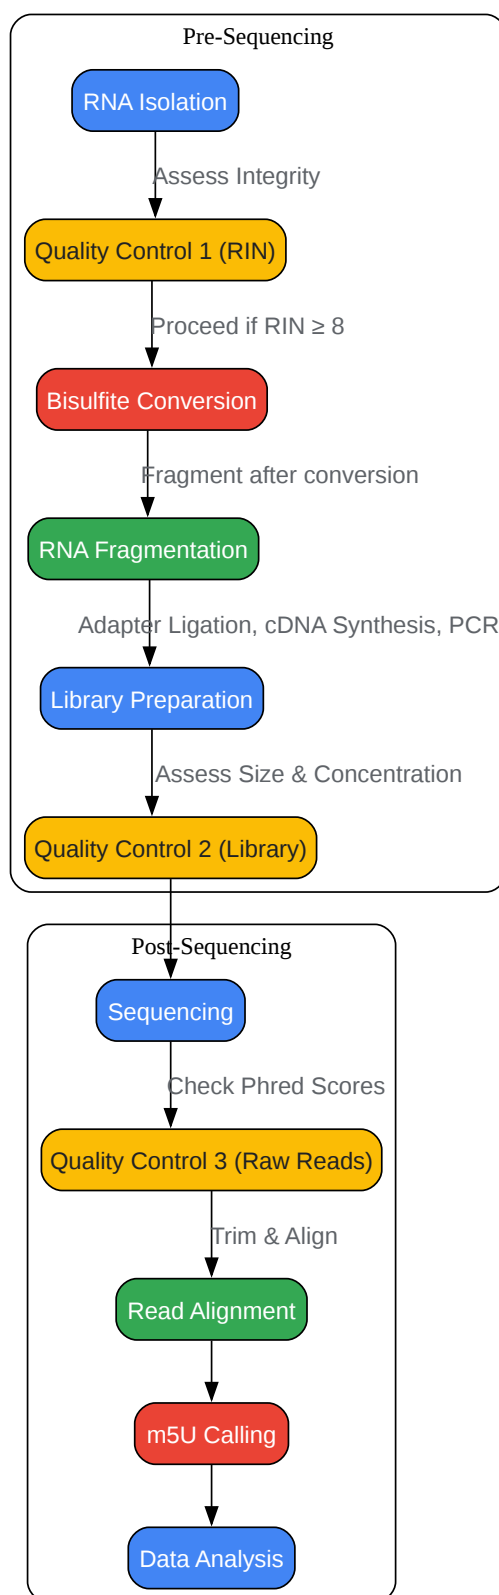 Pre-Sequencing
RNA Isolation
Assess Integrity
Quality Control 1 (RIN)
Proceed if RIN ≥ 8
Bisulfite Conversion
Fragment after conversion
RNA Fragmentation
Adapter Ligation, cDNA Synthesis, PCR
Library Preparation
Assess Size & Concentration
Quality Control 2 (Library)
Post-Sequencing
Sequencing
Check Phred Scores
Quality Control 3 (Raw Reads)
Trim & Align
Read Alignment
m5U Calling
Data Analysis